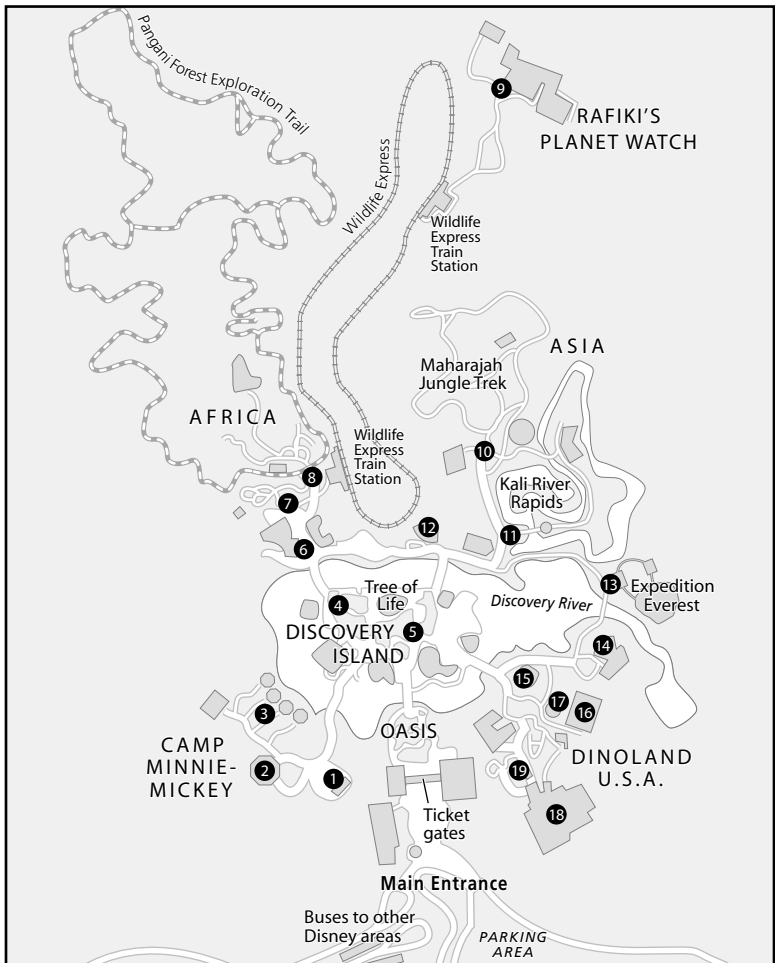 Pangani Forest Exploration Trail
9
RAFIKI'S
PLANET WATCH
Wildlife Express
Wildlife
Express
Train
Station
ASIA
Maharajah
Jungle Trek
AFRICA
Wildlife
Express
Train
Station
10
8
Kali River
Rapids
7
12
11
6
Tree of
Life
13
Expedition
Everest
4
Discovery River
DISCOVERY
ISLAND
5
14
15
17
16
3
OASIS
CAMP
MINNIE-
MICKEY
2
1
19
DINOLAND
U.S.A.
Ticket
gates
18
Main Entrance
Buses to other
Disney areas
PARKING
AREA